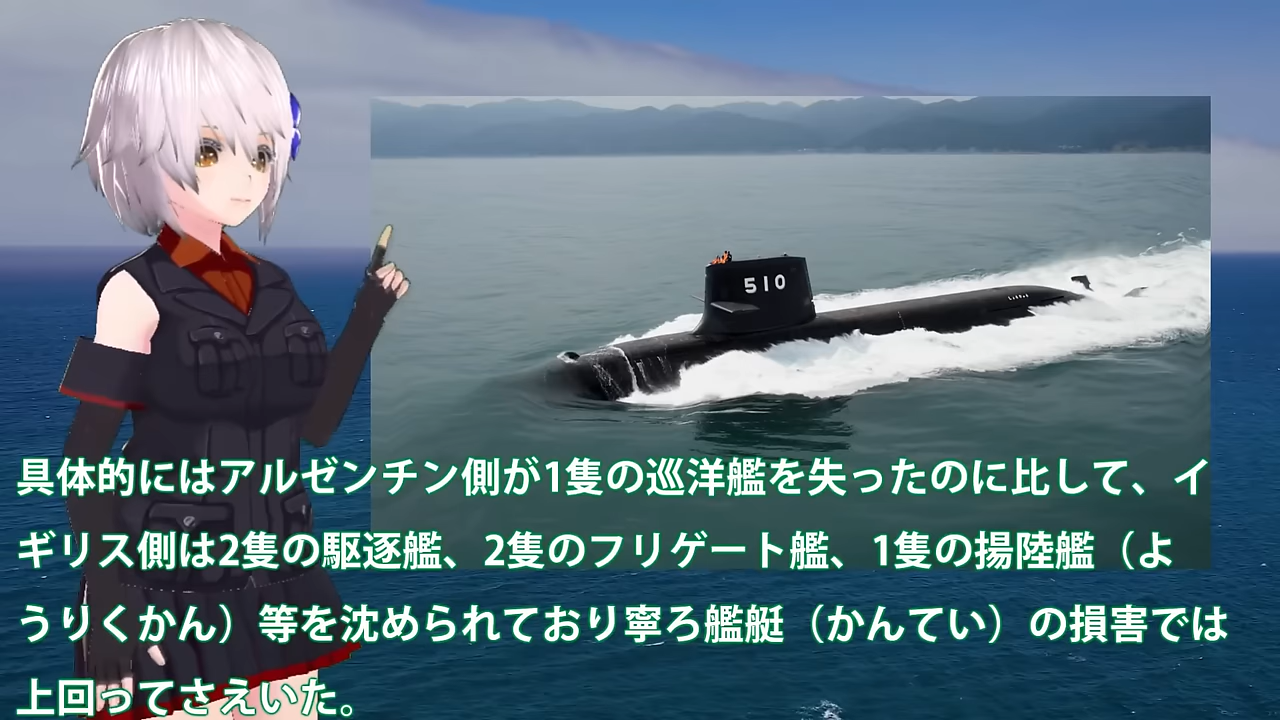 510
具体的にはアルゼンチン側が1隻の巡洋艦を失ったのに比して、イ
ギリス側は2隻の駆逐艦、2隻のフリゲート艦、1隻の揚陸艦（よ
うりくかん）等を沈められており寧ろ艦艇（かんてい）の損害では
上回ってさえいた。